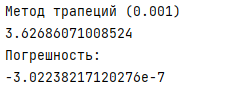 Метод трапеций (0.001)
3.62686071008524
Погрешность:
-3.02238217120276e-7